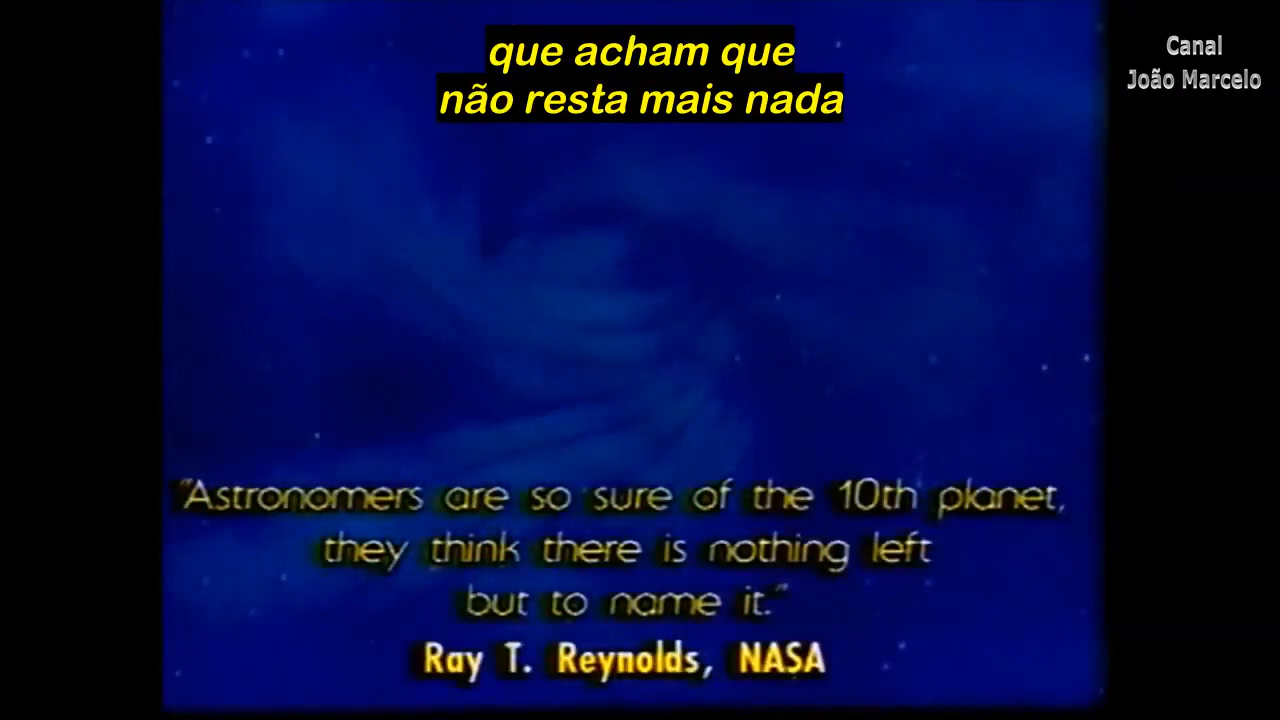 que acham que
não resta mais nada
Canal
João Marcelo
"Astronomers are so sure of the 10th planet,
they think there is nothing left
but to name it."
Ray T. Reynolds, NASA